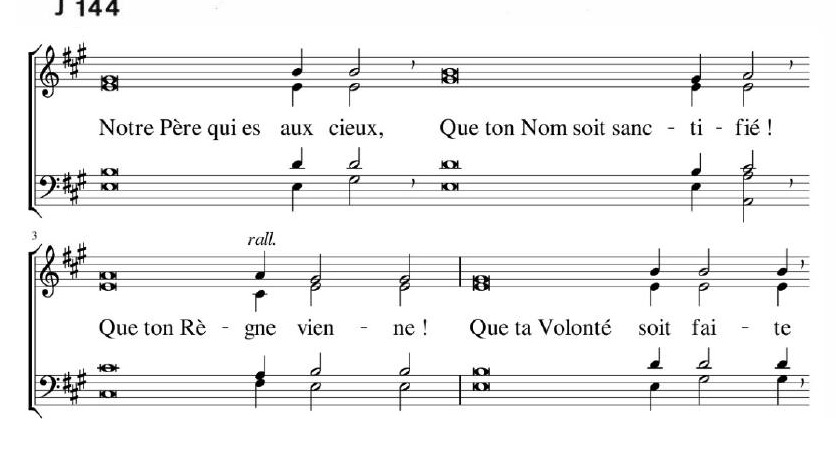 J 144
Notre Père qui es aux cieux, Que ton Nom soit sanc - ti - fié !
3
rall.
Que ton Rè - gne vien - ne ! Que ta Volonté soit fai - te